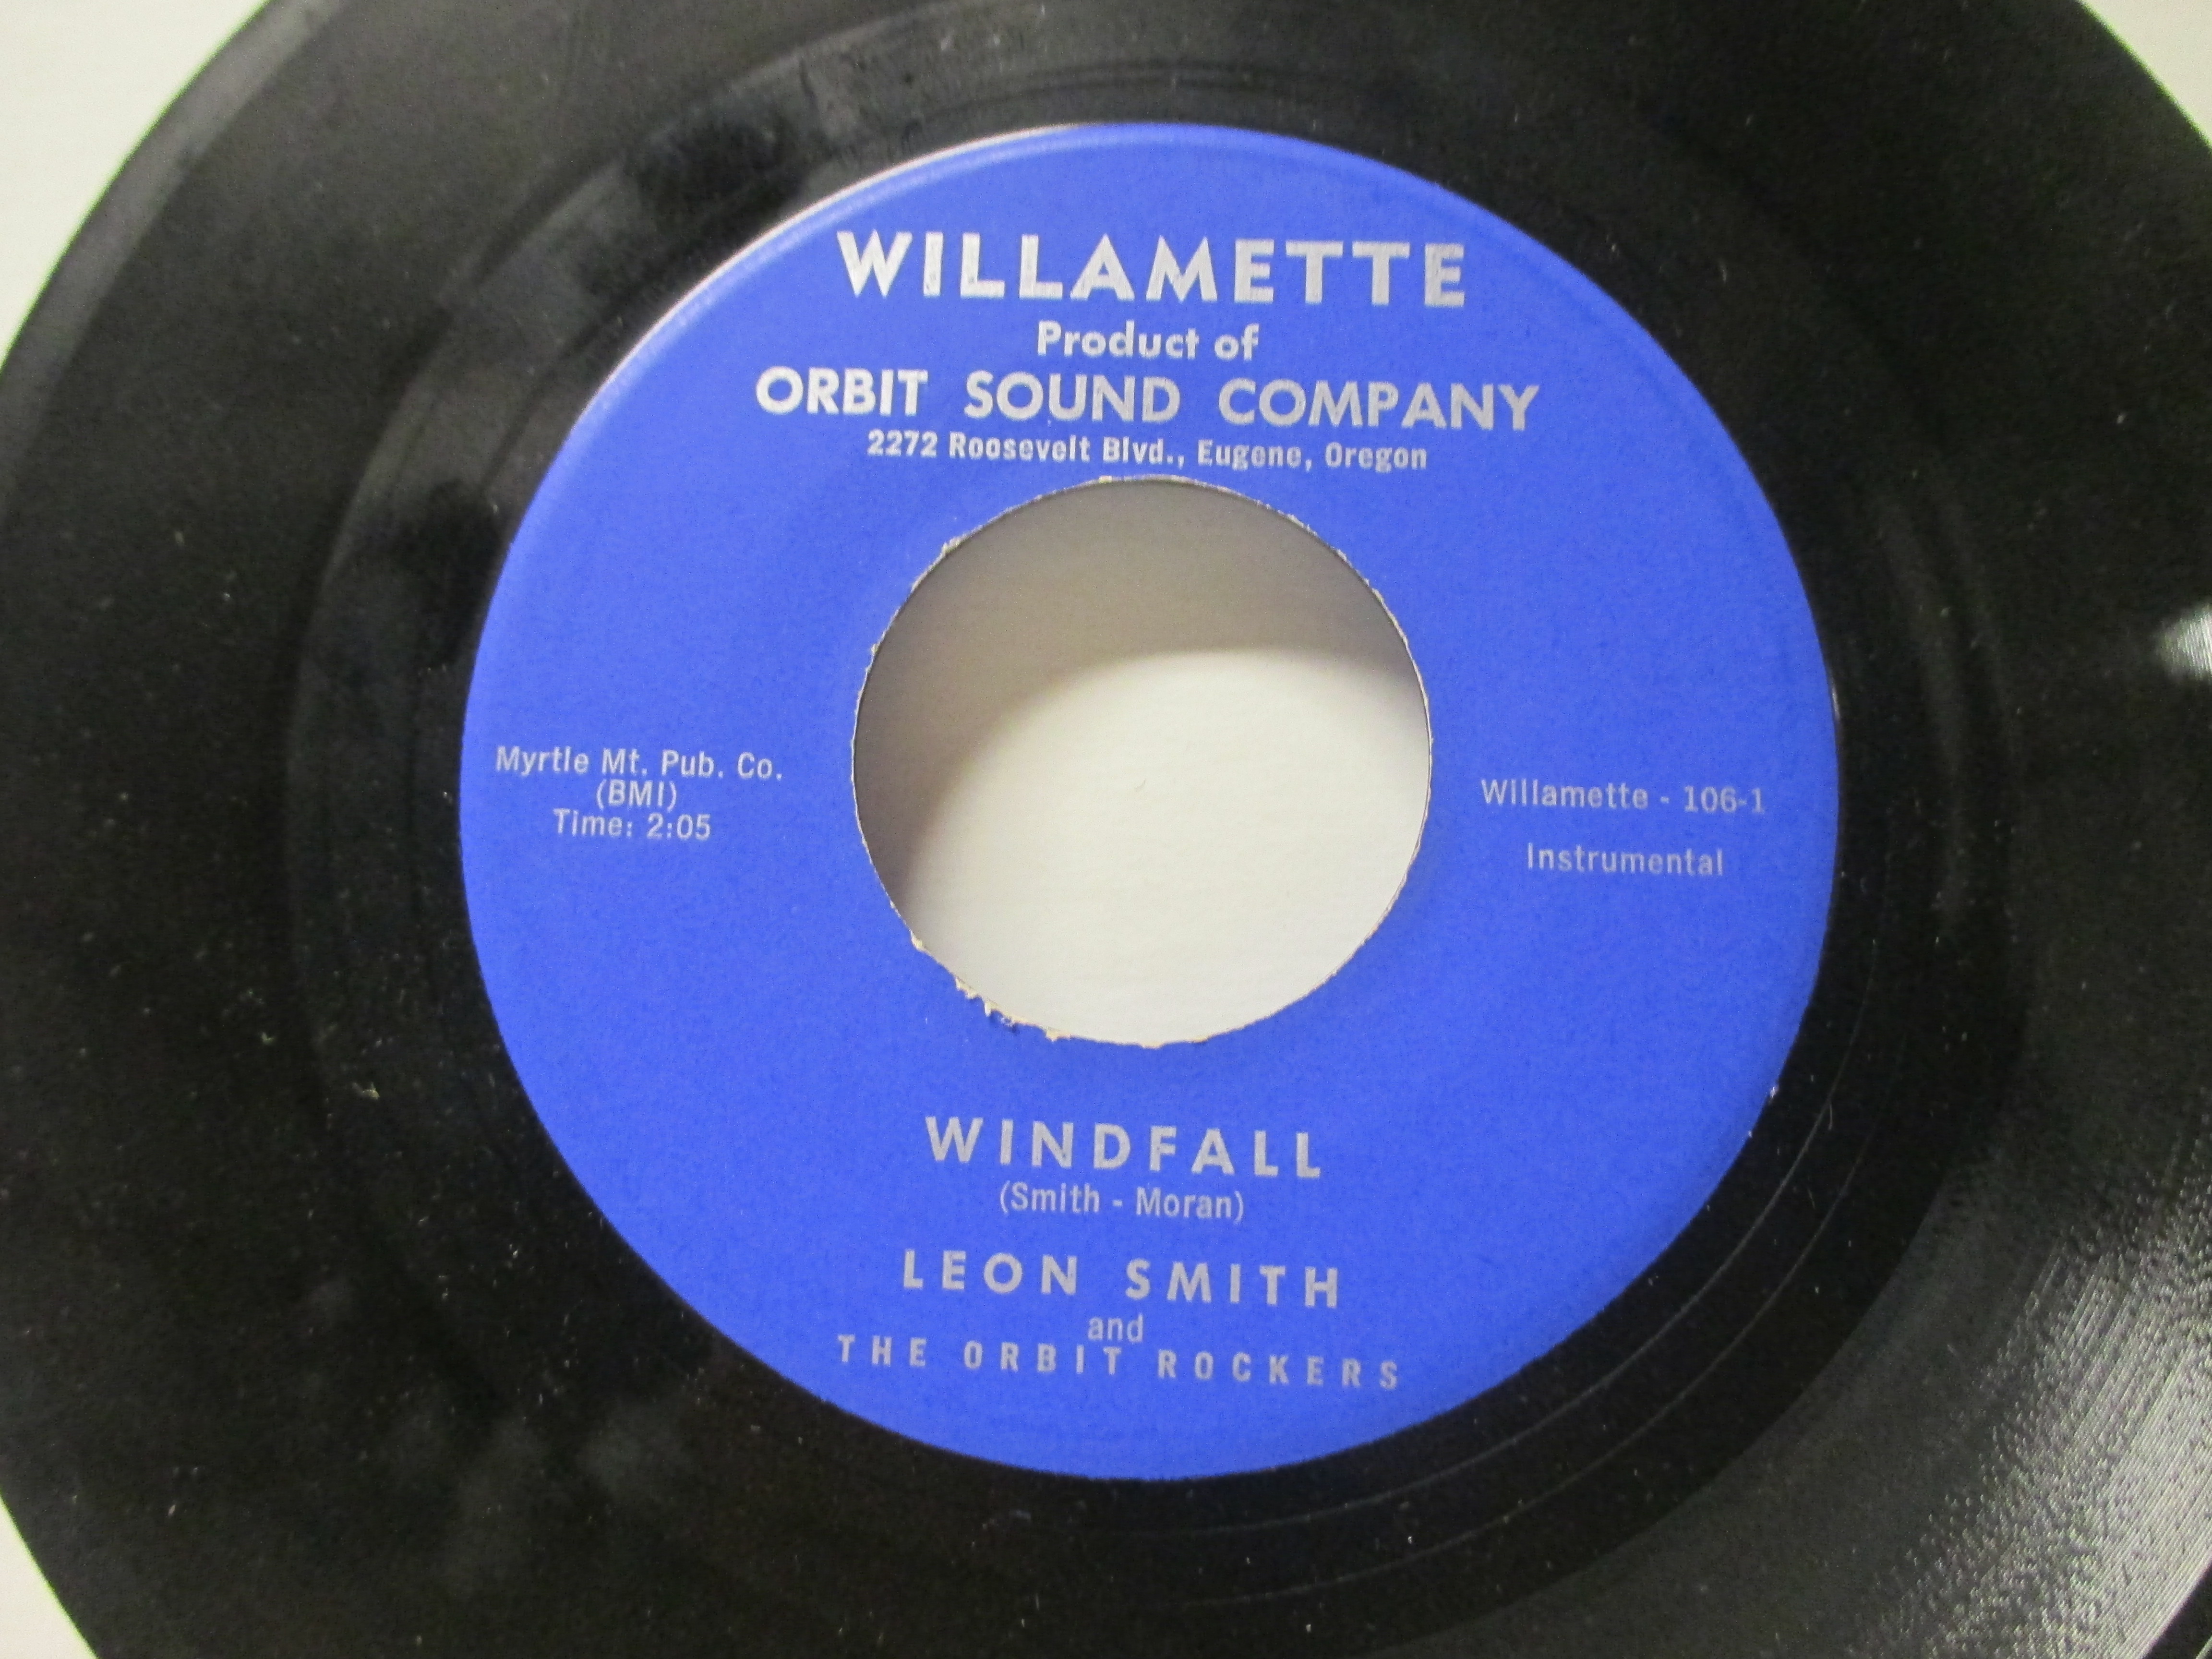 WILLAMETTE
Product of
ORBIT SOUND COMPANY
2272 Roosevelt Blvd., Eugene, Oregon
Myrtle Mt. Pub. Co.
(BMI)
Time: 2:05
Willamette - 106-1
Instrumental
WINDFALL
(Smith - Moran)
LEON SMITH
and
THE ORBIT ROCKERS